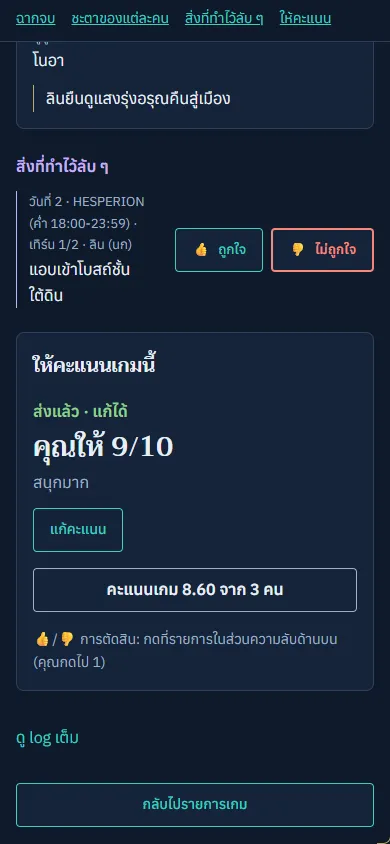 ฉากจบ ชะตาของแต่ละคน สิ่งที่ทำไว้ลับ ๆ ให้คะแนน
โนอา
ลินยืนดูแสงรุ่งอรุณคืนสู่เมือง
สิ่งที่ทำไว้ลับ ๆ
วันที่ 2 · HESPERION
(ค่ำ 18:00-23:59) ·
เทิร์น 1/2 · ลิน (นก)
แอบเข้าโบสถ์ชั้น
ใต้ดิน
👍 ถูกใจ 👎 ไม่ถูกใจ
ให้คะแนนเกมนี้
ส่งแล้ว · แก้ได้
คุณให้ 9/10
สนุกมาก
แก้คะแนน
คะแนนเกม 8.60 จาก 3 คน
👍/👎 การตัดสิน: กดที่รายการในส่วนความลับด้านบน
(คุณกดไป 1)
ดู log เต็ม
กลับไปรายการเกม